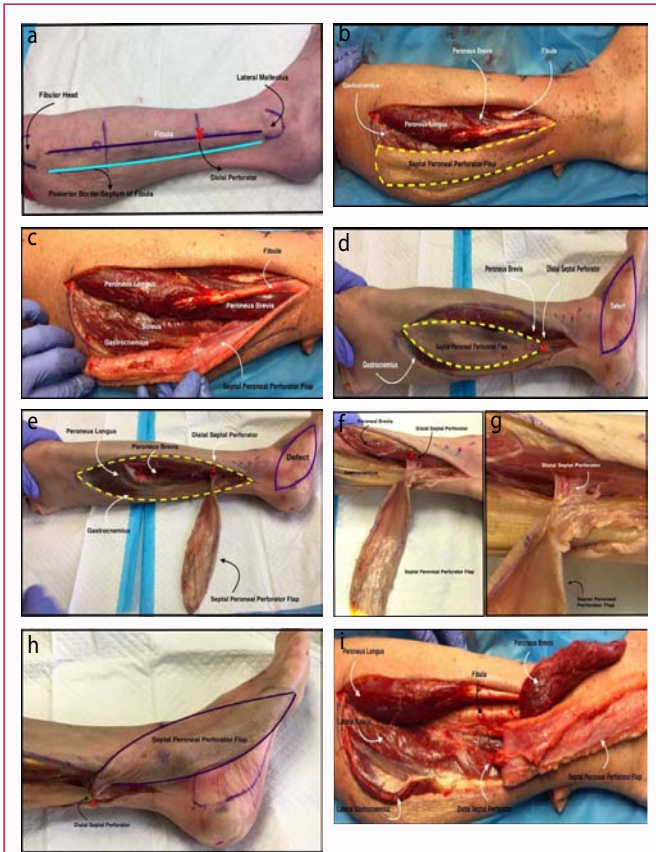 a
Fibular Head
Lateral Malleolus
Fibula
Distal Perforator
Posterior Border/Septum of Fibula
b
Peroneus Brevis
Fibula
Gastrocnemius
Peroneus Longus
Septal Peroneal Perforator Flap
c
Fibula
Peroneus Longus
Peroneus Brevis
Soleus
Gastrocnemius
Septal Peroneal Perforator Flap
d
Peroneus Brevis
Distal Septal Perforator
Defect
Septal Peroneal Perforator Flap
Gastrocnemius
e
Peroneus Longus
Distal Septal Perforator
Peroneus Brevis
Defect
Gastrocnemius
Septal Peroneal Perforator Flap
f
Peroneal Brevis
Distal Septal Perforator
Septal Peroneal Perforator Flap
g
Distal Septal Perforator
Septal Peroneal
Perforator Flap
h
Septal Peroneal Perforator Flap
Distal Septal Perforator
i
Peroneus Brevis
Peroneus Longus
Fibula
Lateral Soleus
Septal Peroneal Perforator Flap
Lateral Gastrocnemius
Distal Septal Perforator